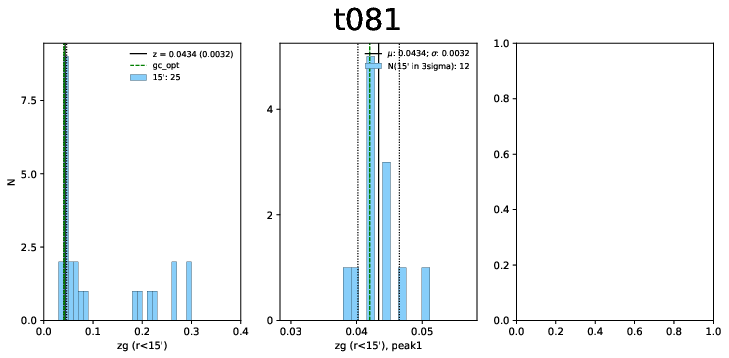 t081
z = 0.0434 (0.0032)
gc_opt
15': 25
N
7.5
5.0
2.5
0.0
0.0 0.1 0.2 0.3 0.4
zg (r<15')
μ: 0.0434; σ: 0.0032
N(15' in 3sigma): 12
4
2
0
0.03 0.04 0.05
zg (r<15'), peak1
1.0
0.8
0.6
0.4
0.2
0.0
0.0 0.2 0.4 0.6 0.8 1.0